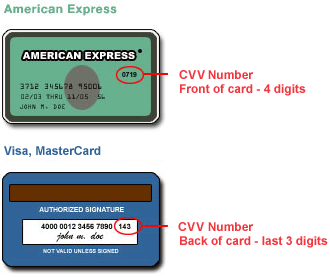 American Express
AMERICAN EXPRESS®
0719
3712 345678 95006
02/03 THRU 11/05 56
JOHN M. DOE
CVV Number
Front of card - 4 digits
Visa, MasterCard
AUTHORIZED SIGNATURE
4000 0012 3456 7890 143
john m. doe
NOT VALID UNLESS SIGNED
CVV Number
Back of card - last 3 digits